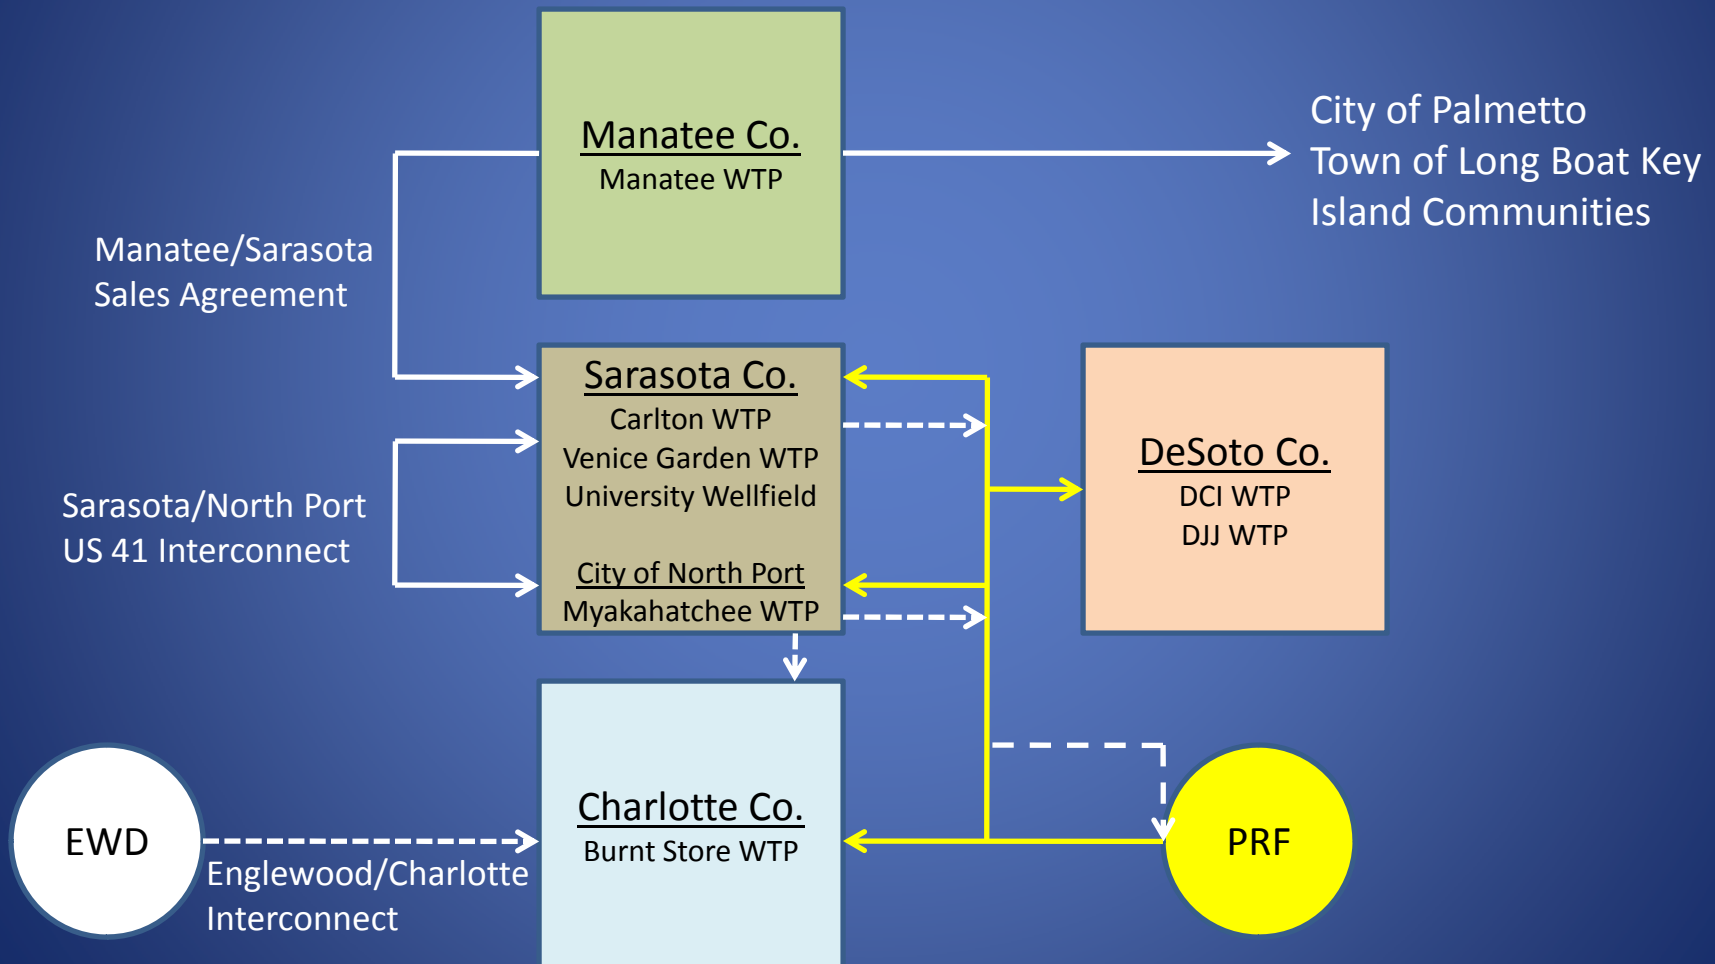 Manatee Co.
Manatee WTP
City of Palmetto
Town of Long Boat Key
Island Communities
Manatee/Sarasota
Sales Agreement
Sarasota Co.
Carlton WTP
Venice Garden WTP
University Wellfield
City of North Port
Myakahatchee WTP
DeSoto Co.
DCI WTP
DJJ WTP
Sarasota/North Port
US 41 Interconnect
Charlotte Co.
Burnt Store WTP
EWD
Englewood/Charlotte
Interconnect
PRF